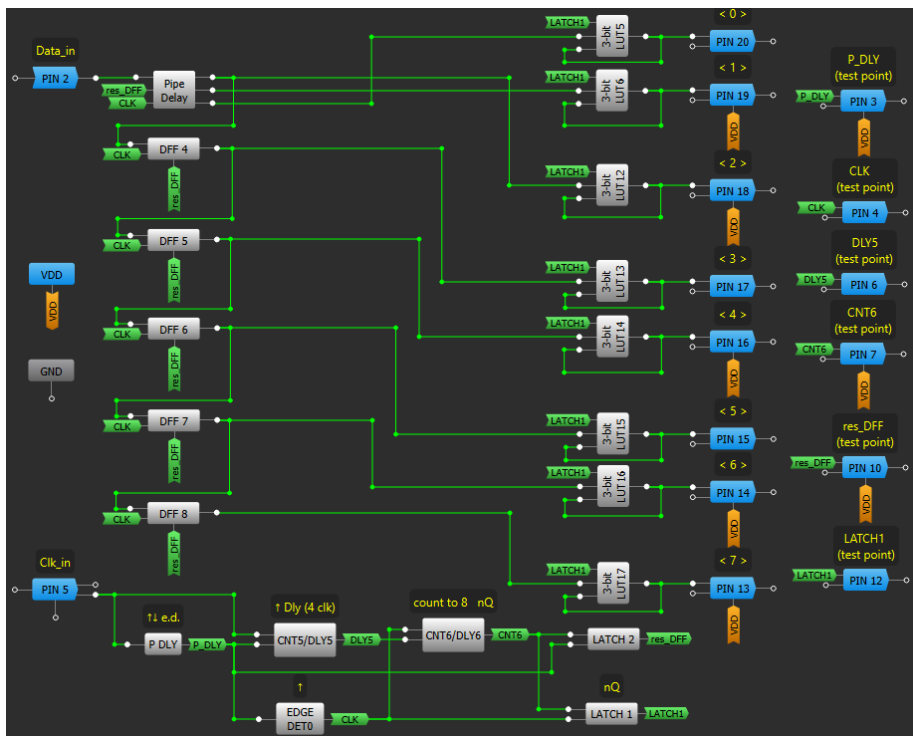 Data_in
PIN 2
res_DFF
CLK
Pipe
Delay
CLK
DFF 4
res_DFF
CLK
DFF 5
res_DFF
CLK
DFF 6
res_DFF
CLK
DFF 7
res_DFF
CLK
DFF 8
res_DFF
VDD
VDD
GND
Clk_in
PIN 5
↑↓ e.d.
P DLY
P_DLY
↑ Dly (4 clk)
CNT5/DLY5
DLY5
↑
EDGE
DET0
CLK
count to 8 nQ
CNT6/DLY6
CNT6
LATCH 2
res_DFF
nQ
LATCH 1
LATCH1
LATCH1
3-bit
LUT5
< 0 >
PIN 20
LATCH1
3-bit
LUT6
< 1 >
PIN 19
VDD
LATCH1
3-bit
LUT12
< 2 >
PIN 18
VDD
LATCH1
3-bit
LUT13
< 3 >
PIN 17
LATCH1
3-bit
LUT14
< 4 >
PIN 16
VDD
LATCH1
3-bit
LUT15
< 5 >
PIN 15
LATCH1
3-bit
LUT16
< 6 >
PIN 14
VDD
LATCH1
3-bit
LUT17
< 7 >
PIN 13
VDD
P_DLY
(test point)
P_DLY
PIN 3
VDD
CLK
(test point)
CLK
PIN 4
DLY5
(test point)
DLY5
PIN 6
CNT6
(test point)
CNT6
PIN 7
VDD
res_DFF
(test point)
res_DFF
PIN 10
VDD
LATCH1
(test point)
LATCH1
PIN 12